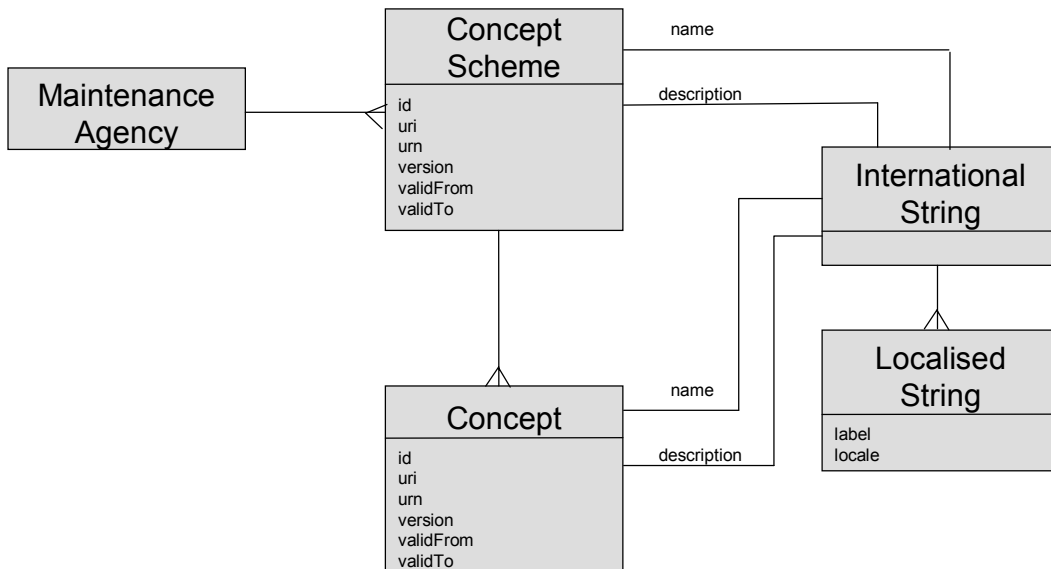 Maintenance
Agency
Concept
Scheme
id
uri
urn
version
validFrom
validTo
name
description
International
String
Localised
String
label
locale
Concept
id
uri
urn
version
validFrom
validTo
name
description